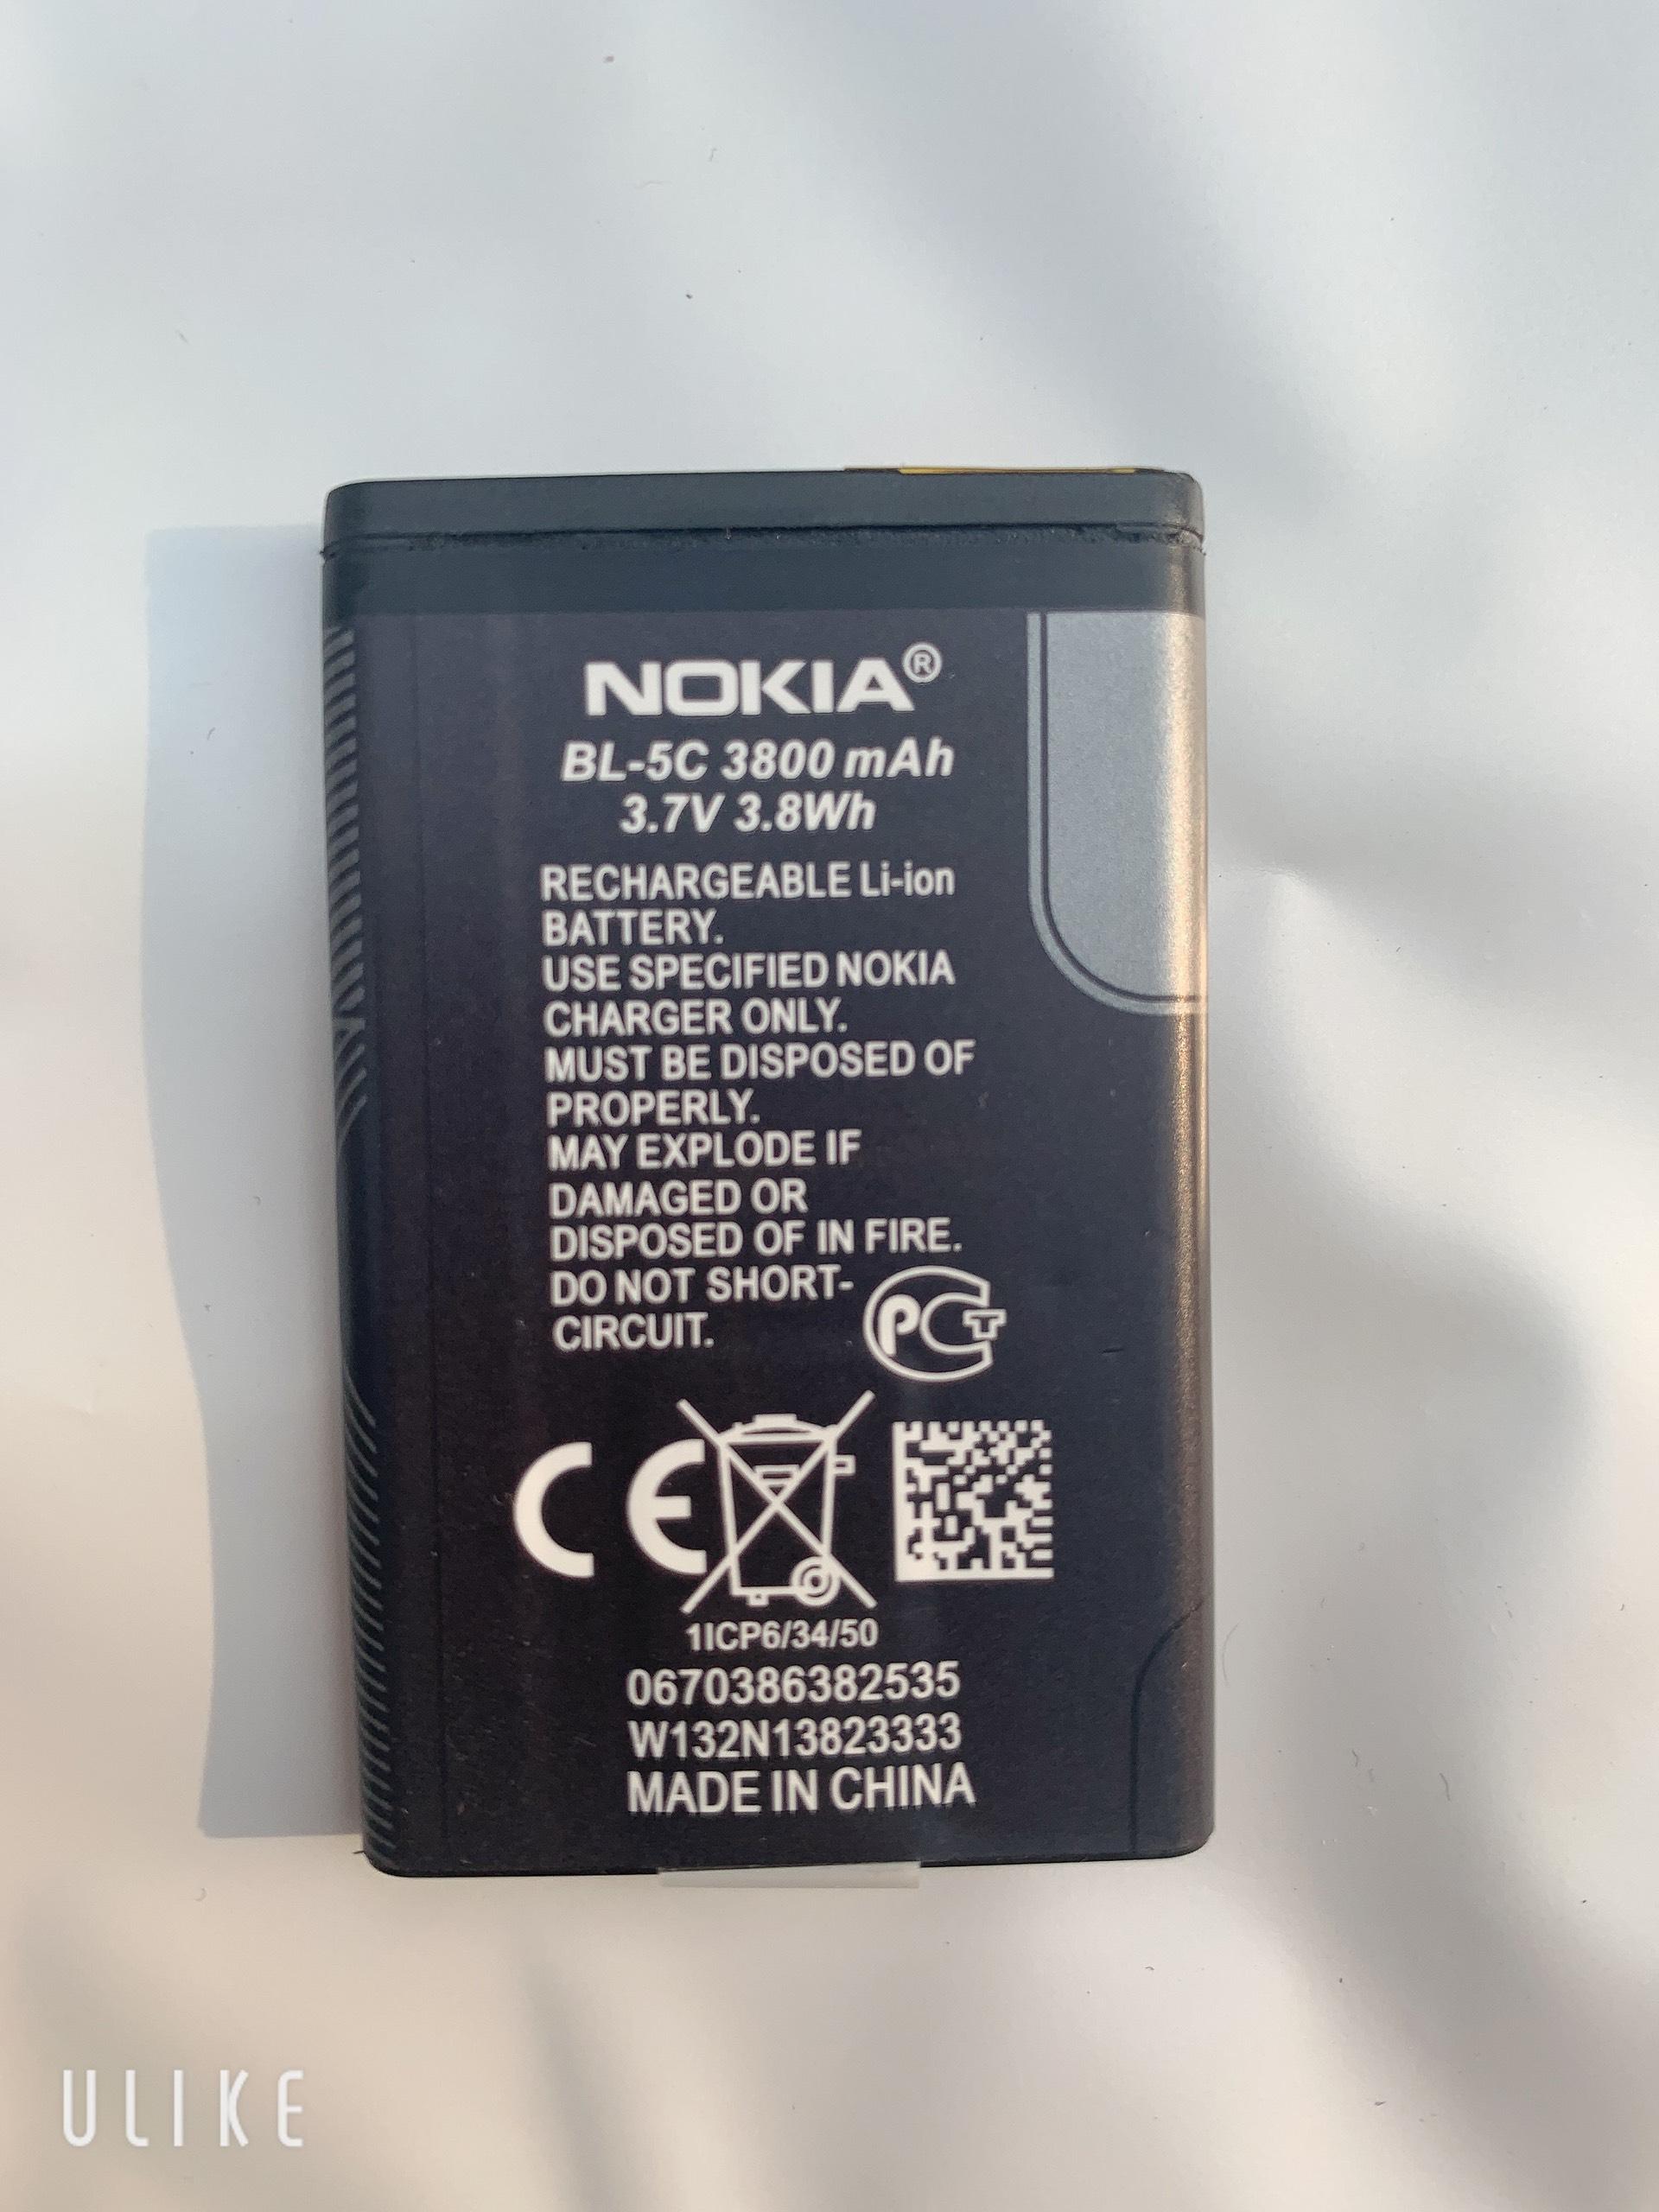 NOKIA®
BL-5C 3800 mAh
3.7V 3.8Wh
RECHARGEABLE Li-ion
BATTERY.
USE SPECIFIED NOKIA
CHARGER ONLY.
MUST BE DISPOSED OF
PROPERLY.
MAY EXPLODE IF
DAMAGED OR
DISPOSED OF IN FIRE.
DO NOT SHORT-
CIRCUIT.
PCT
CE
1ICP6/34/50
0670386382535
W132N13823333
MADE IN CHINA
ULIKE